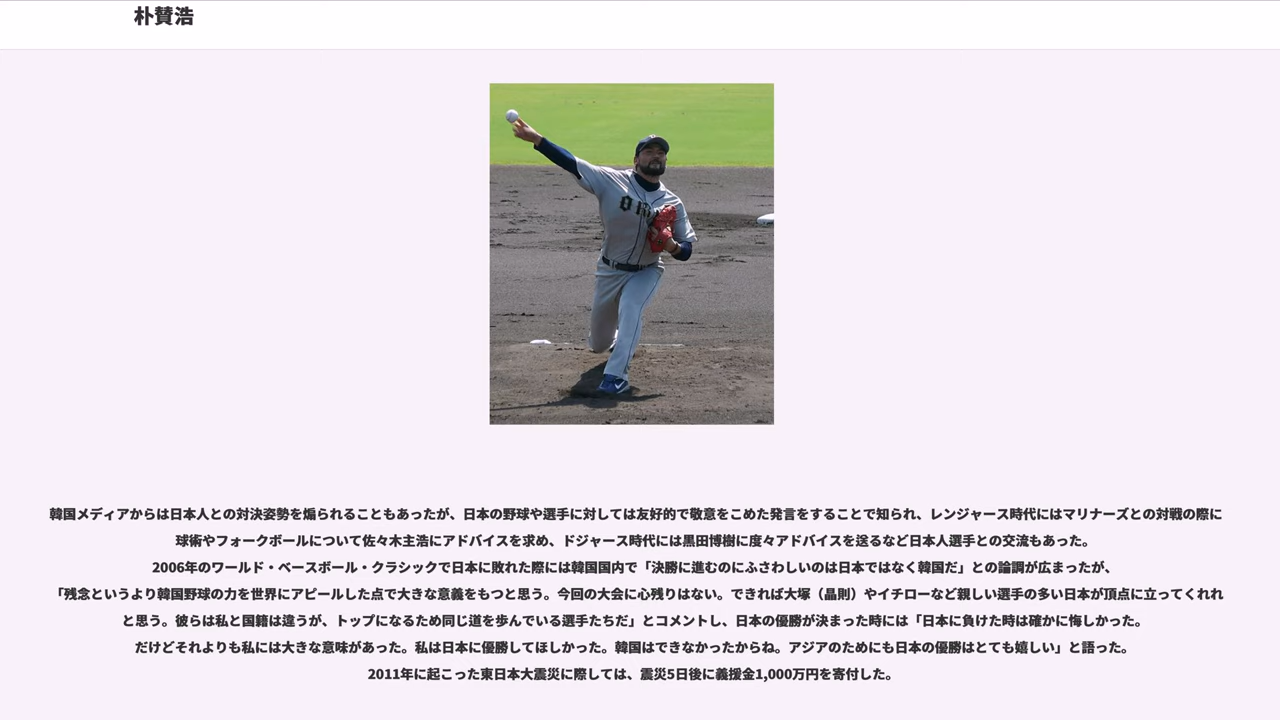 朴賛浩
韓国メディアからは日本人との対決姿勢を煽られることもあったが、日本の野球や選手に対しては友好的で敬意をこめた発言をすることで知られ、レンジャース時代にはマリナーズとの対戦の際に
球術やフォークボールについて佐々木主浩にアドバイスを求め、ドジャース時代には黒田博樹に度々アドバイスを送るなど日本人選手との交流もあった。
2006年のワールド・ベースボール・クラシックで日本に敗れた際には韓国国内で「決勝に進むのにふさわしいのは日本ではなく韓国だ」との論調が広まったが、
「残念というより韓国野球の力を世界にアピールした点で大きな意義をもつと思う。今回の大会に心残りはない。できれば大塚（晶則）やイチローなど親しい選手の多い日本が頂点に立ってくれれ
と思う。彼らは私と国籍は違うが、トップになるため同じ道を歩んでいる選手たちだ」とコメントし、日本の優勝が決まった時には「日本に負けた時は確かに悔しかった。
だけどそれよりも私には大きな意味があった。私は日本に優勝してほしかった。韓国はできなかったからね。アジアのためにも日本の優勝はとても嬉しい」と語った。
2011年に起こった東日本大震災に際しては、震災5日後に義援金1,000万円を寄付した。